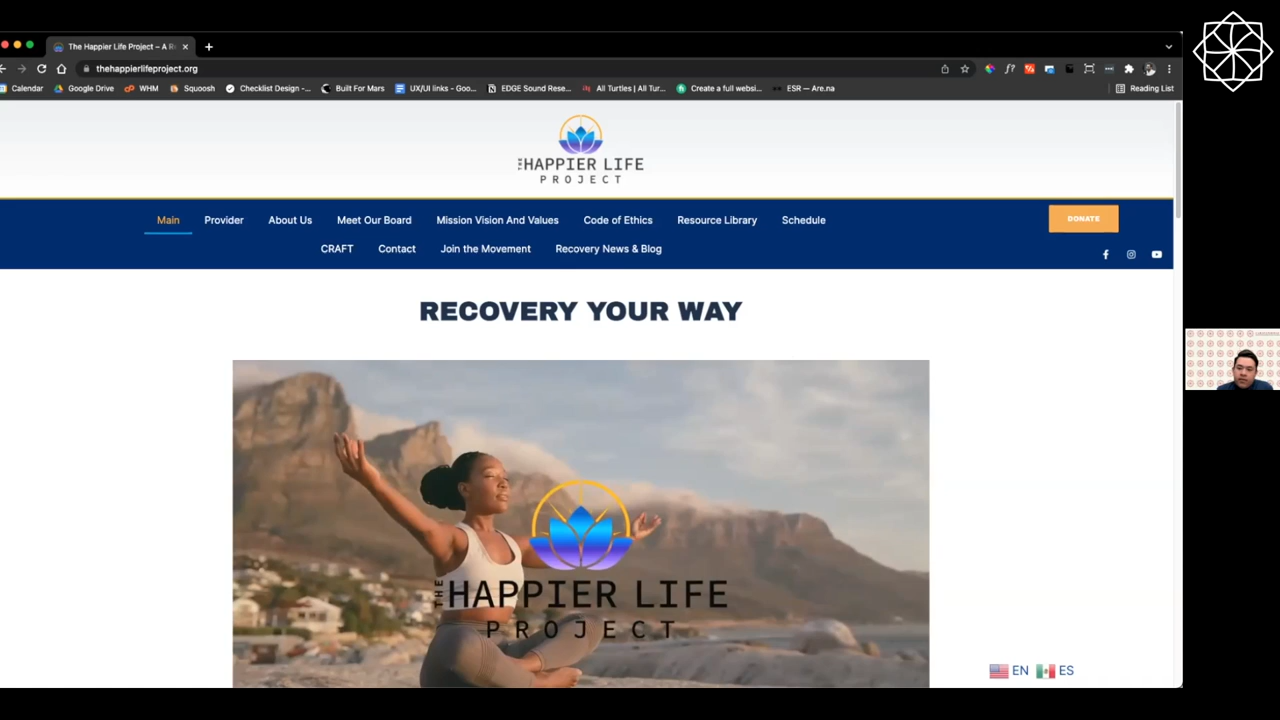 The Happier Life Project – A Re
thehappierlifeproject.org
Calendar Google Drive WHM Squoosh Checklist Design -... Built For Mars UX/UI links - Goo... EDGE Sound Rese... All Turtles | All Tur... Create a full websi... ESR — Are.na Reading List
THE HAPPIER LIFE
PROJECT
Main Provider About Us Meet Our Board Mission Vision And Values Code of Ethics Resource Library Schedule
DONATE
CRAFT Contact Join the Movement Recovery News & Blog
RECOVERY YOUR WAY
THE HAPPIER LIFE
PROJECT
EN ES